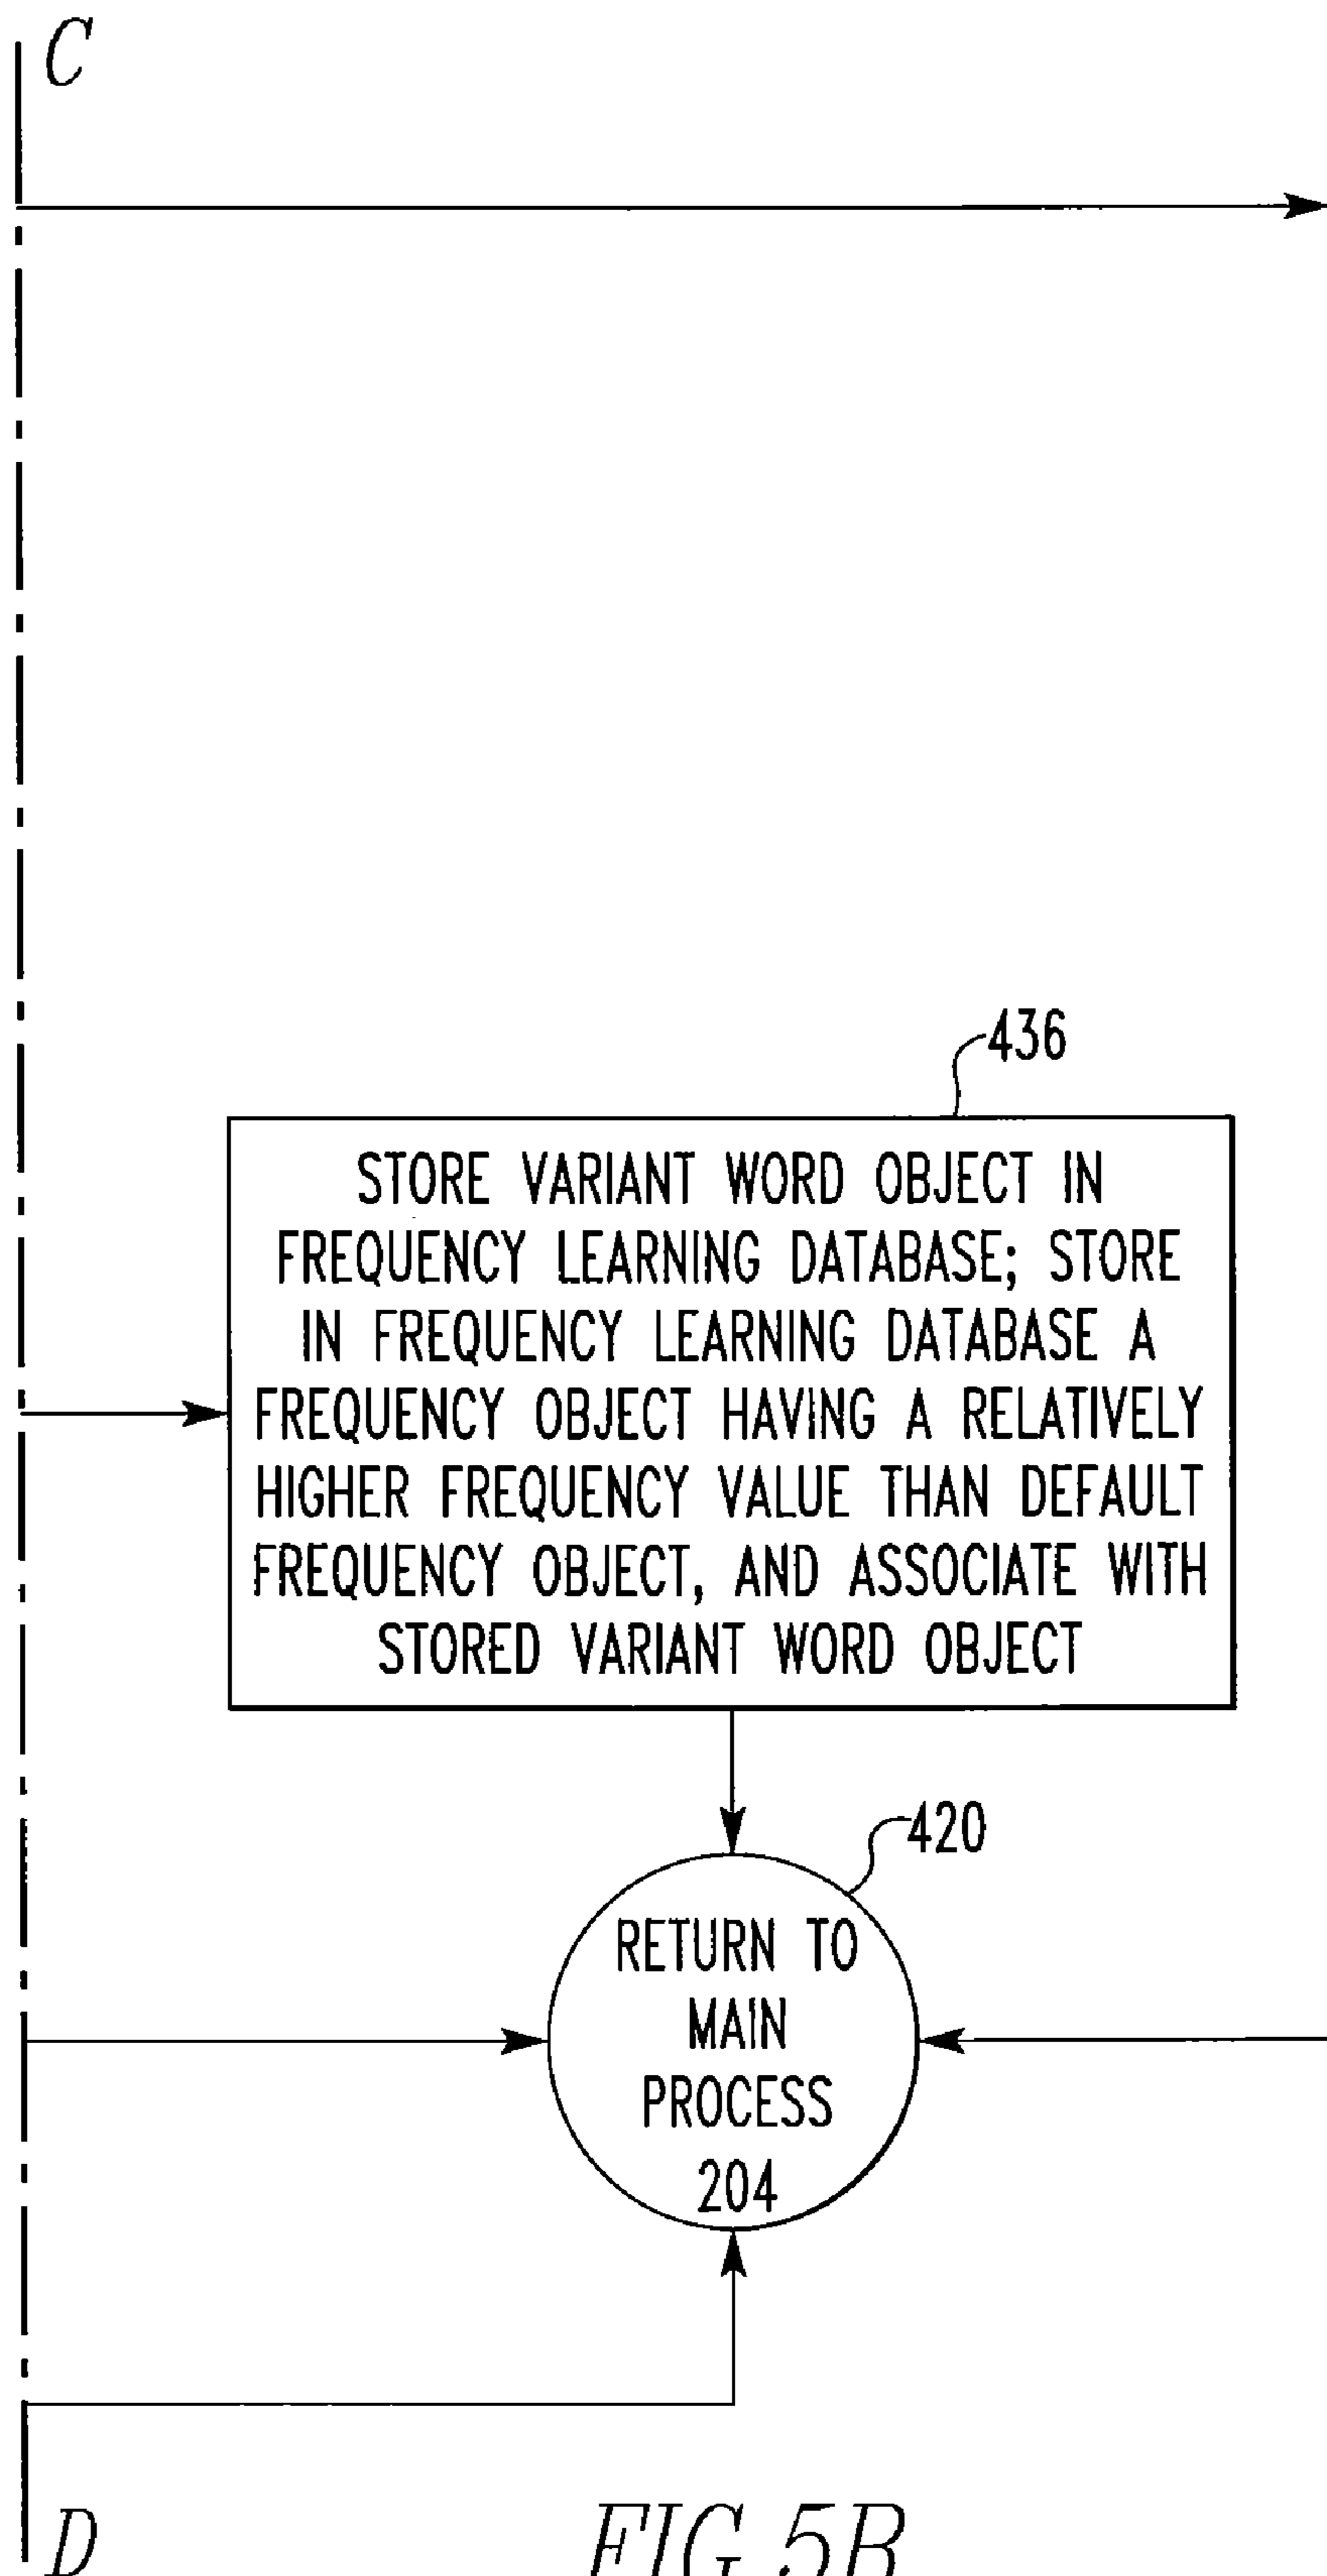 C
436
STORE VARIANT WORD OBJECT IN
FREQUENCY LEARNING DATABASE; STORE
IN FREQUENCY LEARNING DATABASE A
FREQUENCY OBJECT HAVING A RELATIVELY
HIGHER FREQUENCY VALUE THAN DEFAULT
FREQUENCY OBJECT, AND ASSOCIATE WITH
STORED VARIANT WORD OBJECT
420
RETURN TO
MAIN
PROCESS
204
D
FIG. 5B